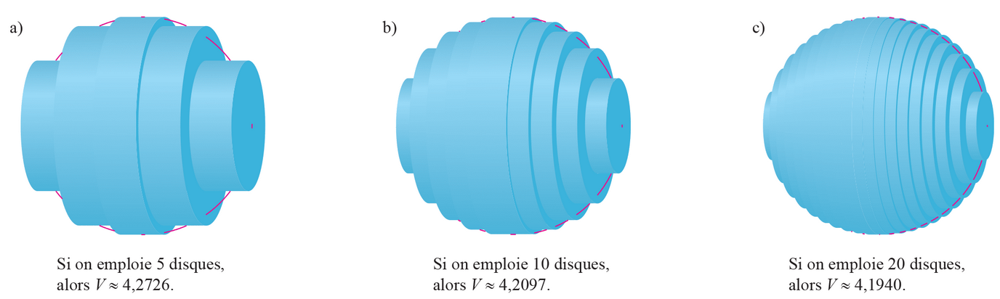 a)
Si on emploie 5 disques,
alors V ≈ 4,2726.
b)
Si on emploie 10 disques,
alors V ≈ 4,2097.
c)
Si on emploie 20 disques,
alors V ≈ 4,1940.